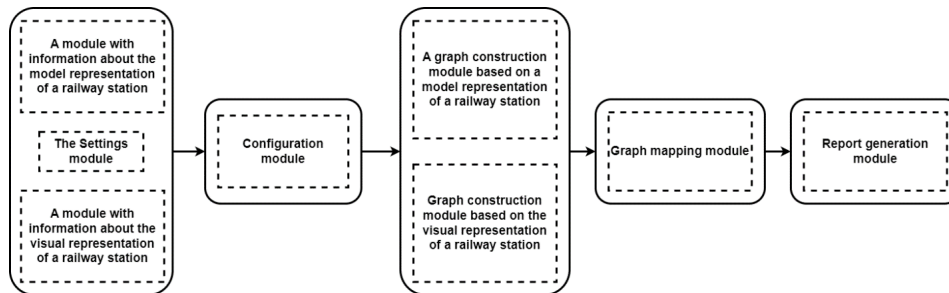 A module with
information about the
model representation
of a railway station
The Settings
module
A module with
information about the
visual representation
of a railway station
Configuration
module
A graph construction
module based on a
model representation
of a railway station
Graph construction
module based on the
visual representation
of a railway station
Graph mapping module
Report generation
module